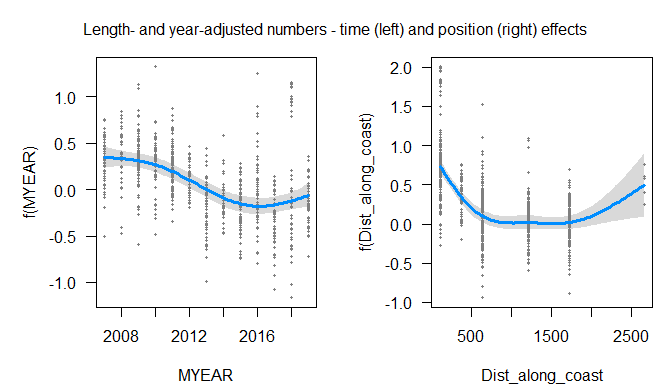 Length- and year-adjusted numbers - time (left) and position (right) effects
f(MYEAR)
1.0
0.5
0.0
-0.5
-1.0
2008 2012 2016
MYEAR
f(Dist_along_coast)
2.0
1.5
1.0
0.5
0.0
-0.5
-1.0
500 1500 2500
Dist_along_coast